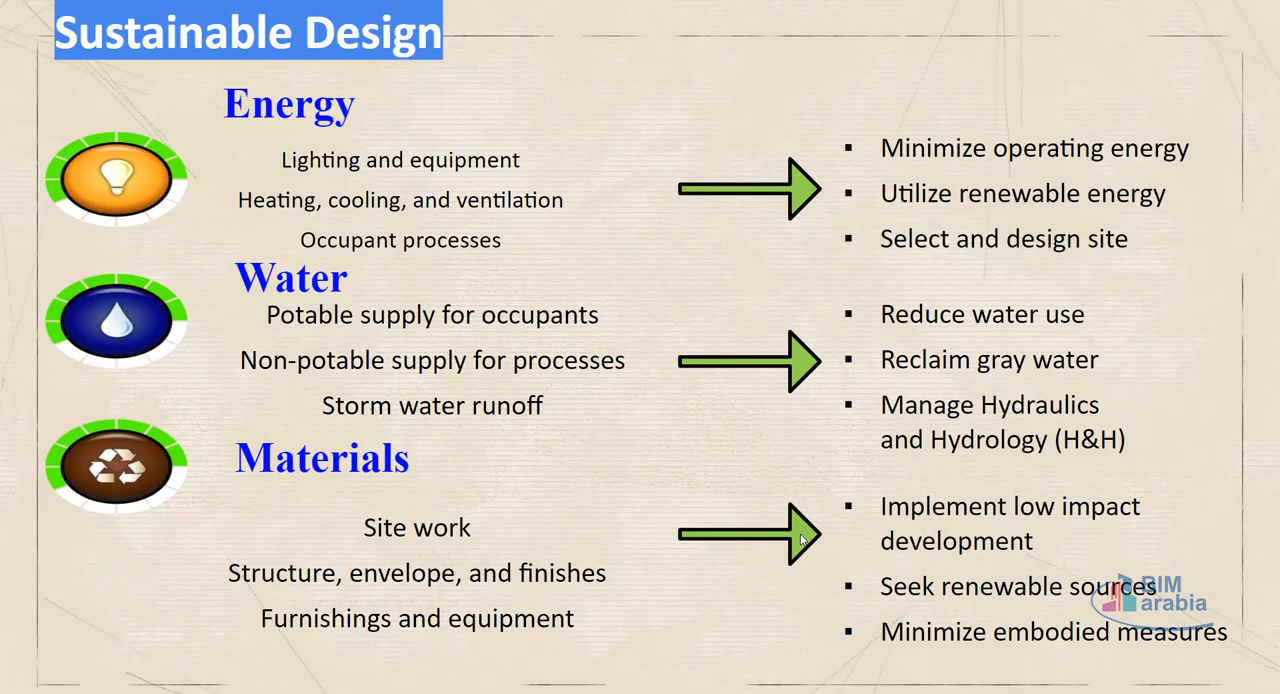 Sustainable Design
Energy
Lighting and equipment
Heating, cooling, and ventilation
Occupant processes
▪ Minimize operating energy
▪ Utilize renewable energy
▪ Select and design site
Water
Potable supply for occupants
Non-potable supply for processes
Storm water runoff
▪ Reduce water use
▪ Reclaim gray water
▪ Manage Hydraulics
and Hydrology (H&H)
Materials
Site work
Structure, envelope, and finishes
Furnishings and equipment
▪ Implement low impact
development
▪ Seek renewable sources
▪ Minimize embodied measures
BIM
arabia